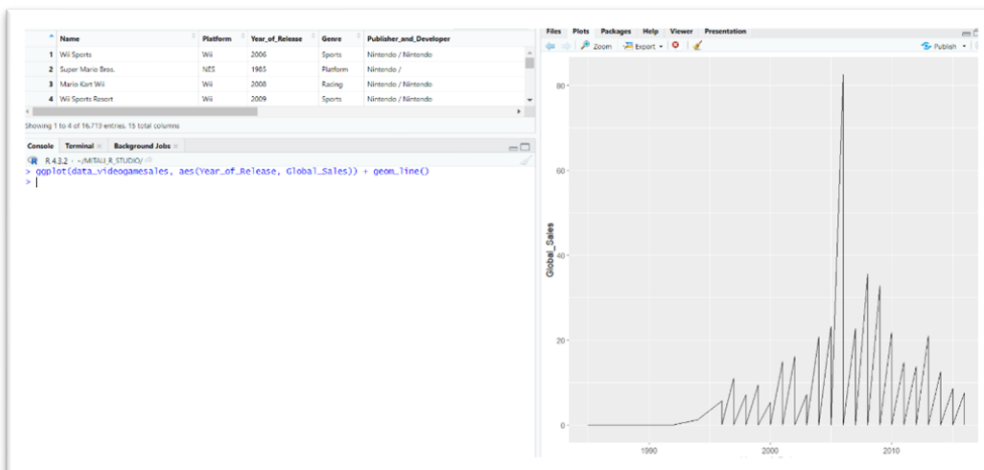 Name Platform Year_of_Release Genre Publisher_and_Developer
1 Wii Sports Wii 2006 Sports Nintendo / Nintendo
2 Super Mario Bros. NES 1985 Platform Nintendo /
3 Mario Kart Wii Wii 2008 Racing Nintendo / Nintendo
4 Wii Sports Resort Wii 2009 Sports Nintendo / Nintendo
Showing 1 to 4 of 16,719 entries, 15 total columns
Console Terminal Background Jobs
R 4.3.2 · ~/MITALI_R_STUDIO/
> ggplot(data_videogamesales, aes(Year_of_Release, Global_Sales)) + geom_line()
>
Files Plots Packages Help Viewer Presentation
Zoom Export Publish
80
60
40
20
0
Global_Sales
1990 2000 2010